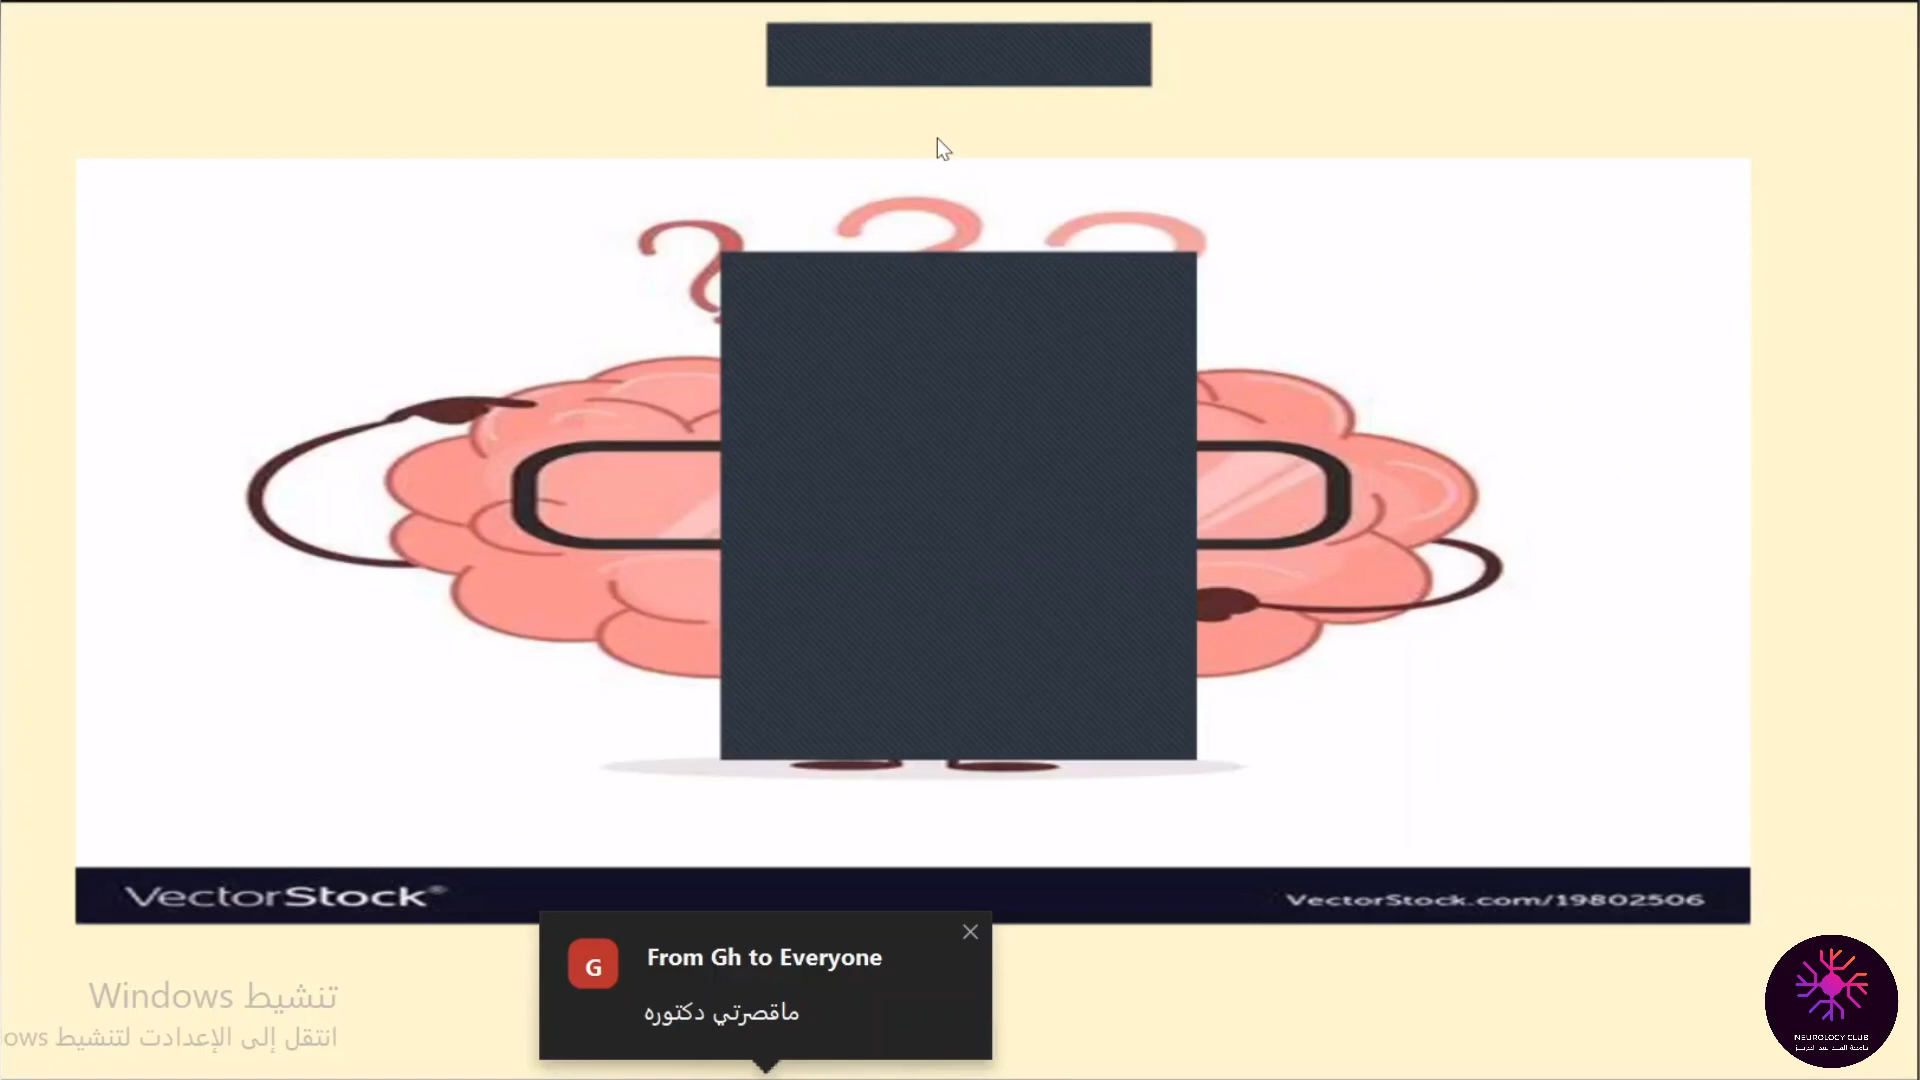 ? ? ?
VectorStock®
VectorStock.com/19802506
From Gh to Everyone
G
ماقصرتي دكتوره
تنشيط Windows
انتقل إلى الإعدادت لتنشيط ows
NEUROLOGY CLUB